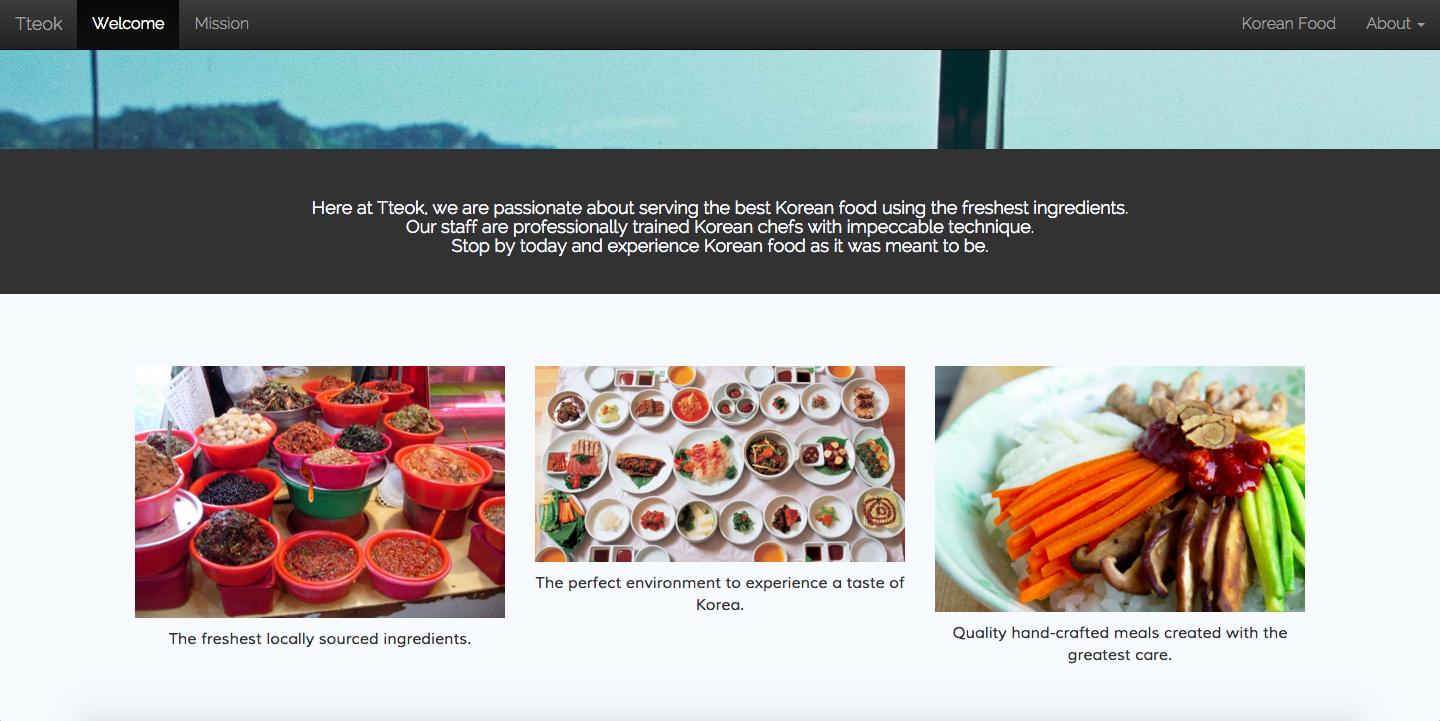 Tteok Welcome Mission Korean Food About
Here at Tteok, we are passionate about serving the best Korean food using the freshest ingredients.
Our staff are professionally trained Korean chefs with impeccable technique.
Stop by today and experience Korean food as it was meant to be.
The freshest locally sourced ingredients.
The perfect environment to experience a taste of
Korea.
Quality hand-crafted meals created with the
greatest care.